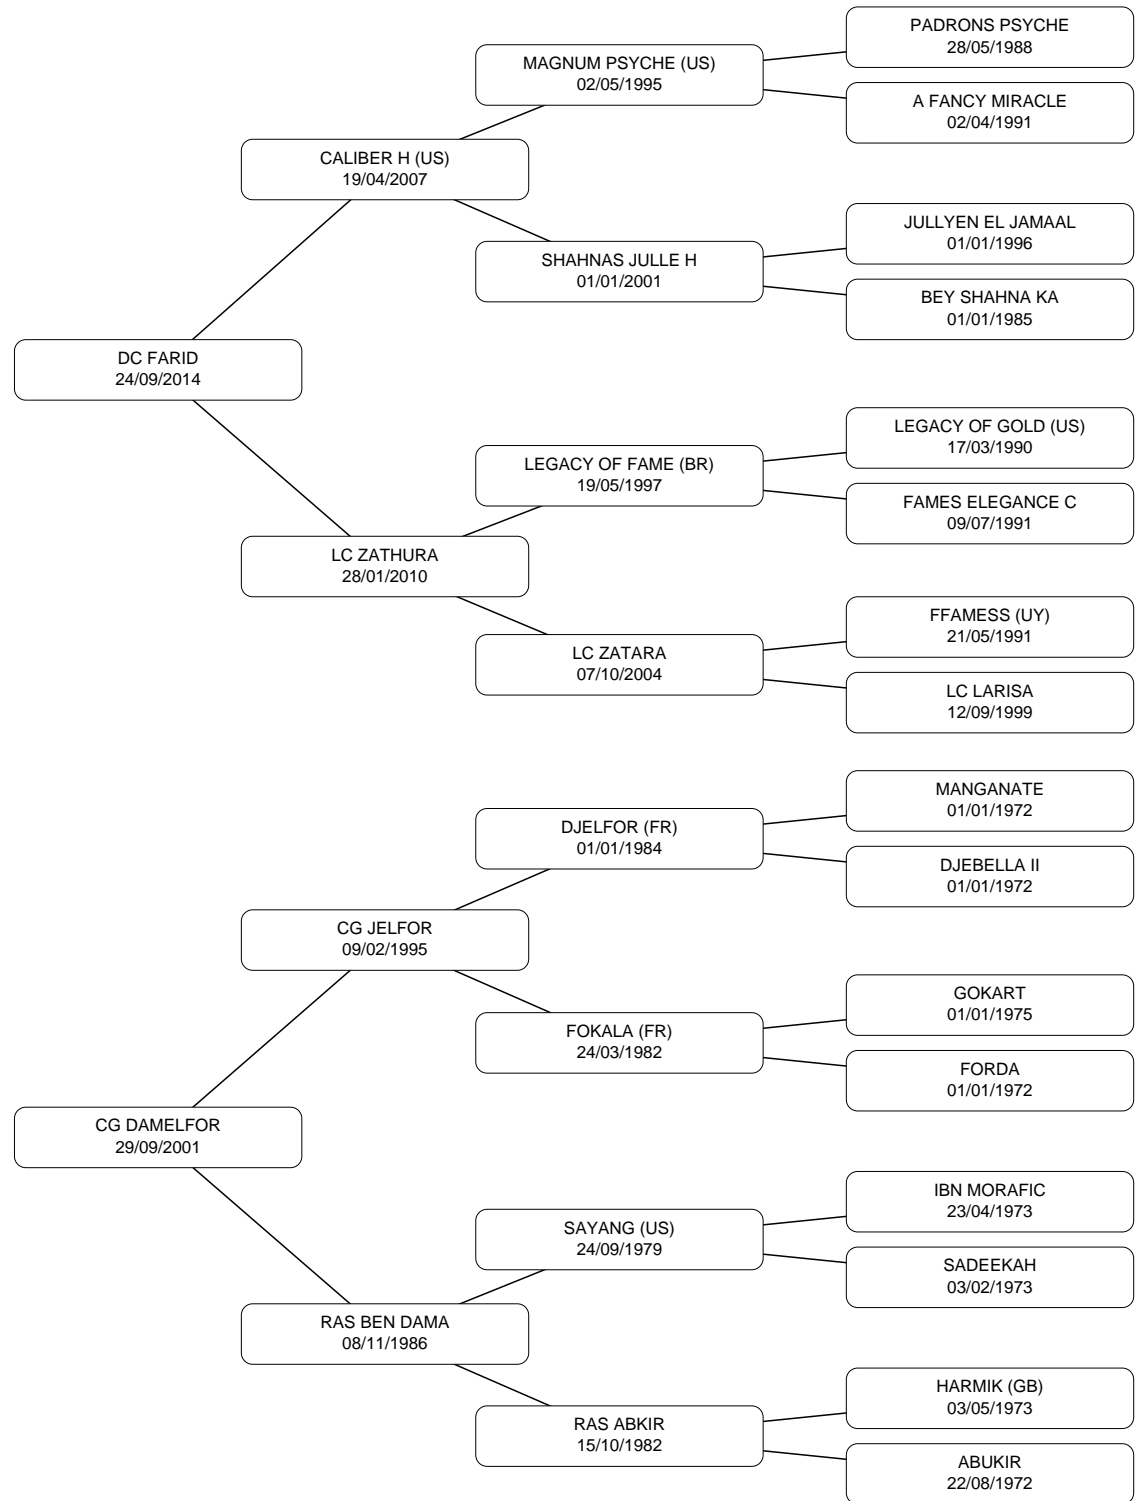 PADRONS PSYCHE
28/05/1988
MAGNUM PSYCHE (US)
02/05/1995
A FANCY MIRACLE
02/04/1991
CALIBER H (US)
19/04/2007
JULLYEN EL JAMAAL
01/01/1996
SHAHNAS JULLE H
01/01/2001
BEY SHAHNA KA
01/01/1985
DC FARID
24/09/2014
LEGACY OF GOLD (US)
17/03/1990
LEGACY OF FAME (BR)
19/05/1997
FAMES ELEGANCE C
09/07/1991
LC ZATHURA
28/01/2010
FFAMESS (UY)
21/05/1991
LC ZATARA
07/10/2004
LC LARISA
12/09/1999
MANGANATE
01/01/1972
DJELFOR (FR)
01/01/1984
DJEBELLA II
01/01/1972
CG JELFOR
09/02/1995
GOKART
01/01/1975
FOKALA (FR)
24/03/1982
FORDA
01/01/1972
CG DAMELFOR
29/09/2001
IBN MORAFIC
23/04/1973
SAYANG (US)
24/09/1979
SADEEKAH
03/02/1973
RAS BEN DAMA
08/11/1986
HARMIK (GB)
03/05/1973
RAS ABKIR
15/10/1982
ABUKIR
22/08/1972